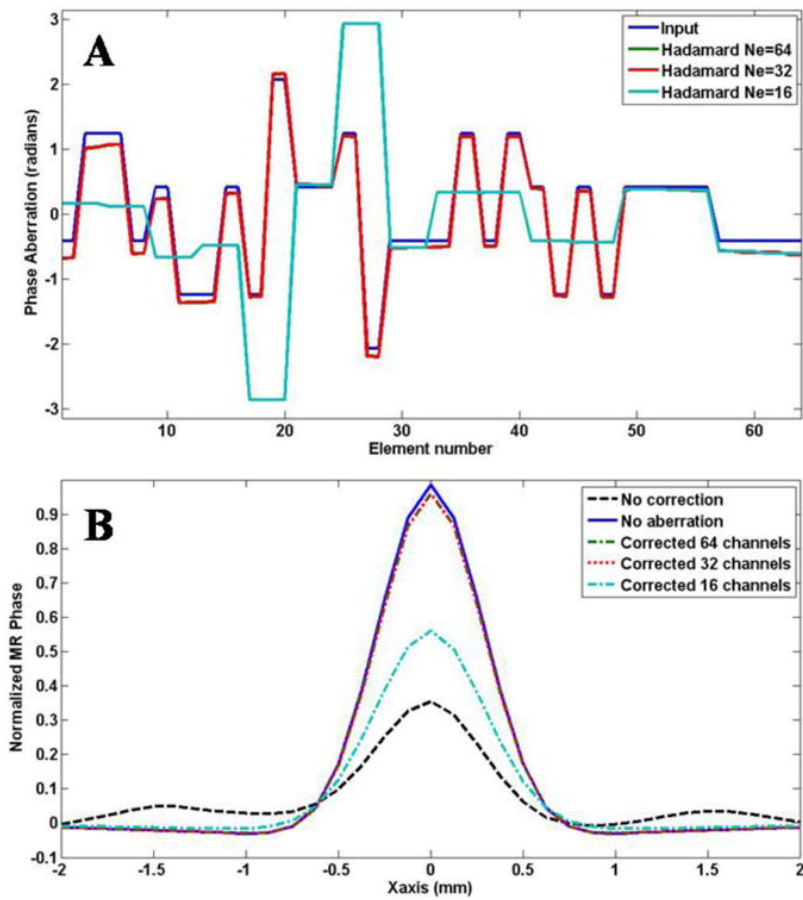 A
3
2
1
0
-1
-2
-3
Phase Aberration (radians)
Input
Hadamard Ne=64
Hadamard Ne=32
Hadamard Ne=16
10 20 30 40 50 60
Element number
B
0.9
0.8
0.7
0.6
0.5
0.4
0.3
0.2
0.1
0
-0.1
Normalized MR Phase
No correction
No aberration
Corrected 64 channels
Corrected 32 channels
Corrected 16 channels
-2 -1.5 -1 -0.5 0 0.5 1 1.5 2
Xaxis (mm)